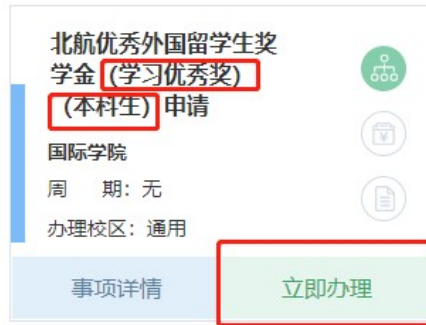 北航优秀外国留学生奖
学金 (学习优秀奖)
(本科生) 申请
国际学院
周 期：无
办理校区：通用
事项详情
立即办理